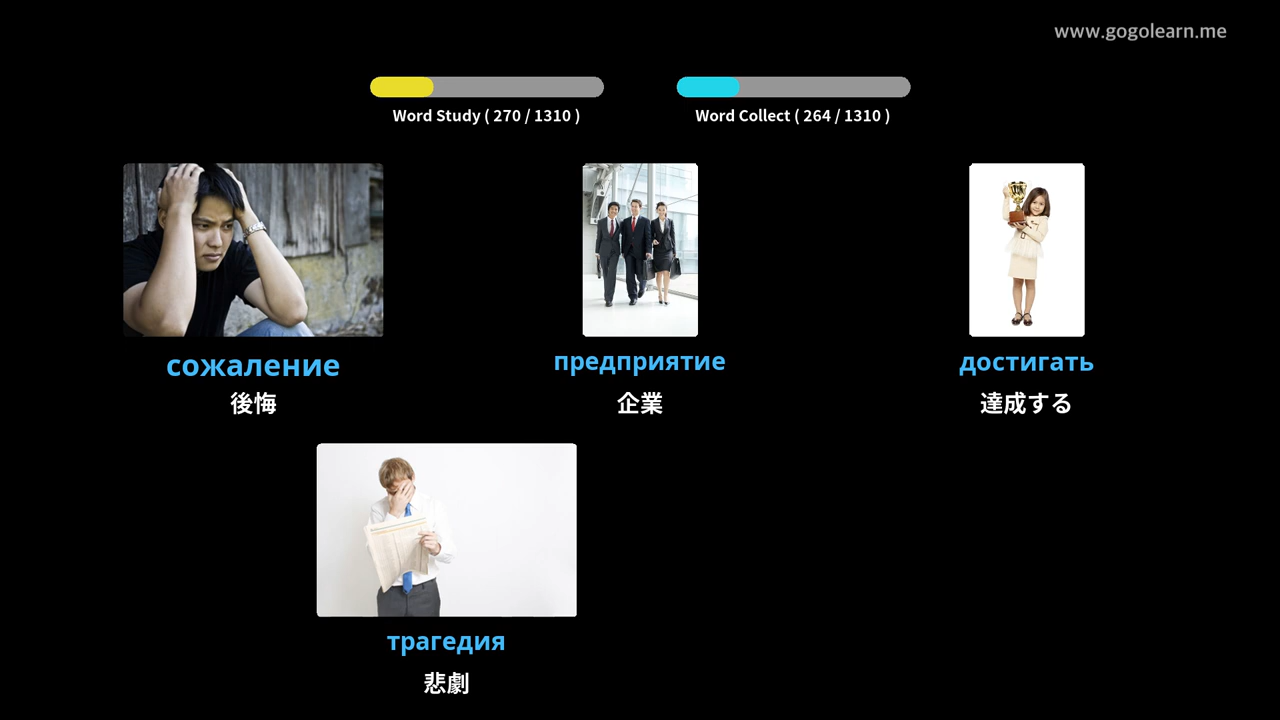 www.gogolearn.me
Word Study ( 270 / 1310 )
Word Collect ( 264 / 1310 )
сожаление
предприятие
достигать
後悔
企業
達成する
трагедия
悲劇